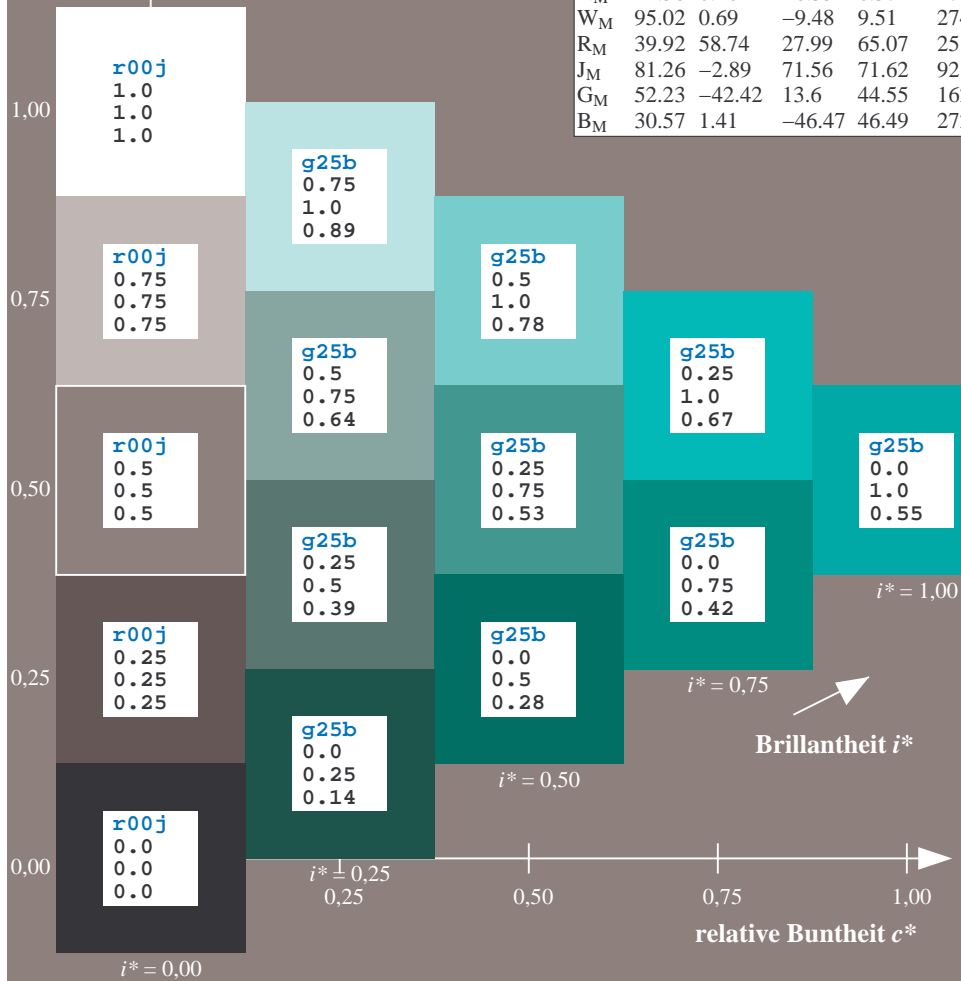 W_M 95.02 0.69 −9.48 9.51
R_M 39.92 58.74 27.99 65.07
J_M 81.26 −2.89 71.56 71.62
G_M 52.23 −42.42 13.6 44.55
B_M 30.57 1.41 −46.47 46.49
r00j
1.0
1.0
1.0
1,00
g25b
0.75
1.0
0.89
r00j
0.75
0.75
0.75
g25b
0.5
1.0
0.78
0,75
g25b
0.5
0.75
0.64
g25b
0.25
1.0
0.67
r00j
0.5
0.5
0.5
g25b
0.25
0.75
0.53
g25b
0.0
1.0
0.55
0,50
g25b
0.25
0.5
0.39
g25b
0.0
0.75
0.42
i* = 1,00
r00j
0.25
0.25
0.25
g25b
0.0
0.5
0.28
0,25
i* = 0,75
g25b
0.0
0.25
0.14
Brillantheit i*
i* = 0,50
r00j
0.0
0.0
0.0
0,00
i* = 0,25
0,25 0,50 0,75 1,00
relative Buntheit c*
i* = 0,00